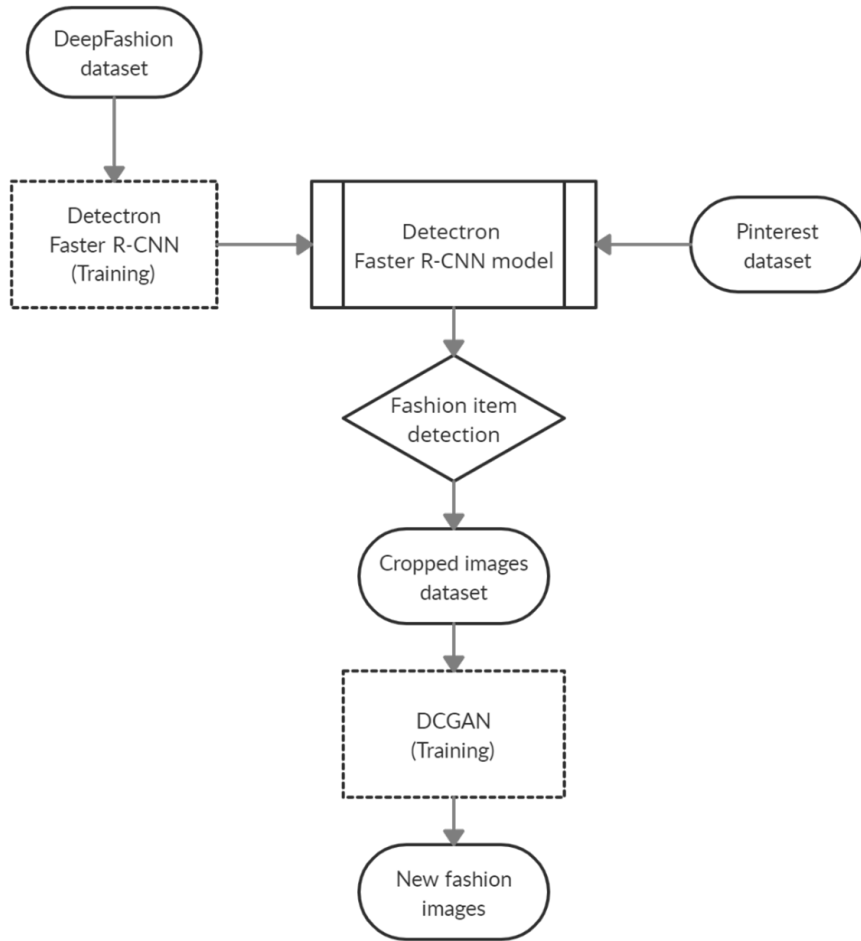 DeepFashion
dataset
Detectron
Faster R-CNN
(Training)
Detectron
Faster R-CNN model
Pinterest
dataset
Fashion item
detection
Cropped images
dataset
DCGAN
(Training)
New fashion
images